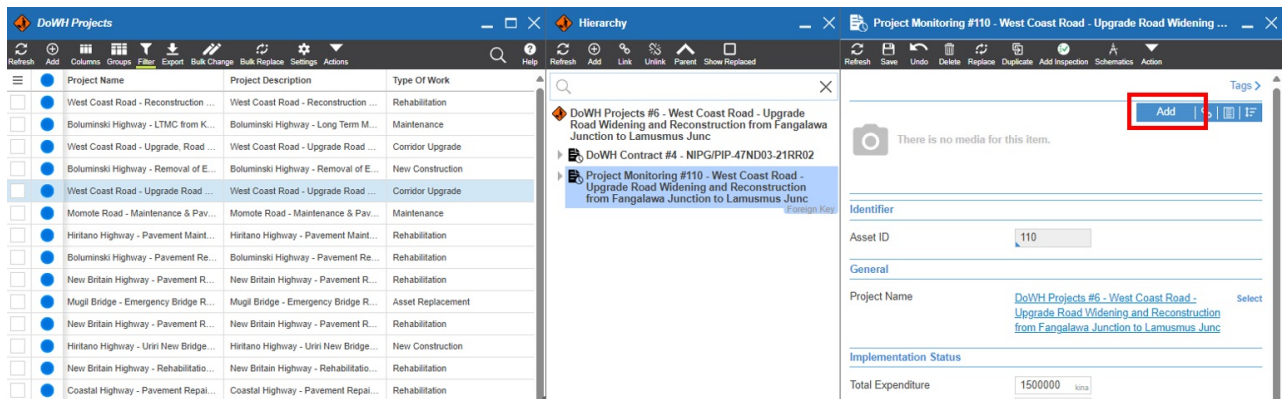 DoWH Projects
Refresh Add Columns Groups Filter Export Bulk Change Bulk Replace Settings Actions Help
Project Name Project Description Type Of Work
West Coast Road - Reconstruction ... West Coast Road - Reconstruction ... Rehabilitation
Boluminski Highway - LTMC from K... Boluminski Highway - Long Term M... Maintenance
West Coast Road - Upgrade, Road ... West Coast Road - Upgrade Road ... Corridor Upgrade
Boluminski Highway - Removal of E... Boluminski Highway - Removal of E... New Construction
West Coast Road - Upgrade Road ... West Coast Road - Upgrade Road ... Corridor Upgrade
Momote Road - Maintenance & Pav... Momote Road - Maintenance & Pav... Maintenance
Hiritano Highway - Pavement Maint... Hiritano Highway - Pavement Maint... Rehabilitation
Boluminski Highway - Pavement Re... Boluminski Highway - Pavement Re... Rehabilitation
New Britain Highway - Pavement R... New Britain Highway - Pavement R... Rehabilitation
Mugil Bridge - Emergency Bridge R... Mugil Bridge - Emergency Bridge R... Asset Replacement
New Britain Highway - Pavement R... New Britain Highway - Pavement R... Rehabilitation
Hiritano Highway - Uriri New Bridge... Hiritano Highway - Uriri New Bridge... New Construction
New Britain Highway - Rehabilitatio... New Britain Highway - Rehabilitatio... Rehabilitation
Coastal Highway - Pavement Repai... Coastal Highway - Pavement Repai... Rehabilitation
Hierarchy
Refresh Add Link Unlink Parent Show Replaced
DoWH Projects #6 - West Coast Road - Upgrade
Road Widening and Reconstruction from Fangalawa
Junction to Lamusmus Junc
DoWH Contract #4 - NIPG/PIP-47ND03-21RR02
Project Monitoring #110 - West Coast Road -
Upgrade Road Widening and Reconstruction
from Fangalawa Junction to Lamusmus Junc
Foreign Key
Project Monitoring #110 - West Coast Road - Upgrade Road Widening ...
Refresh Save Undo Delete Replace Duplicate Add Inspection Schematics Action
Tags >
Add
There is no media for this item.
Identifier
Asset ID 110
General
Project Name DoWH Projects #6 - West Coast Road - Select
Upgrade Road Widening and Reconstruction
from Fangalawa Junction to Lamusmus Junc
Implementation Status
Total Expenditure 1500000 kina